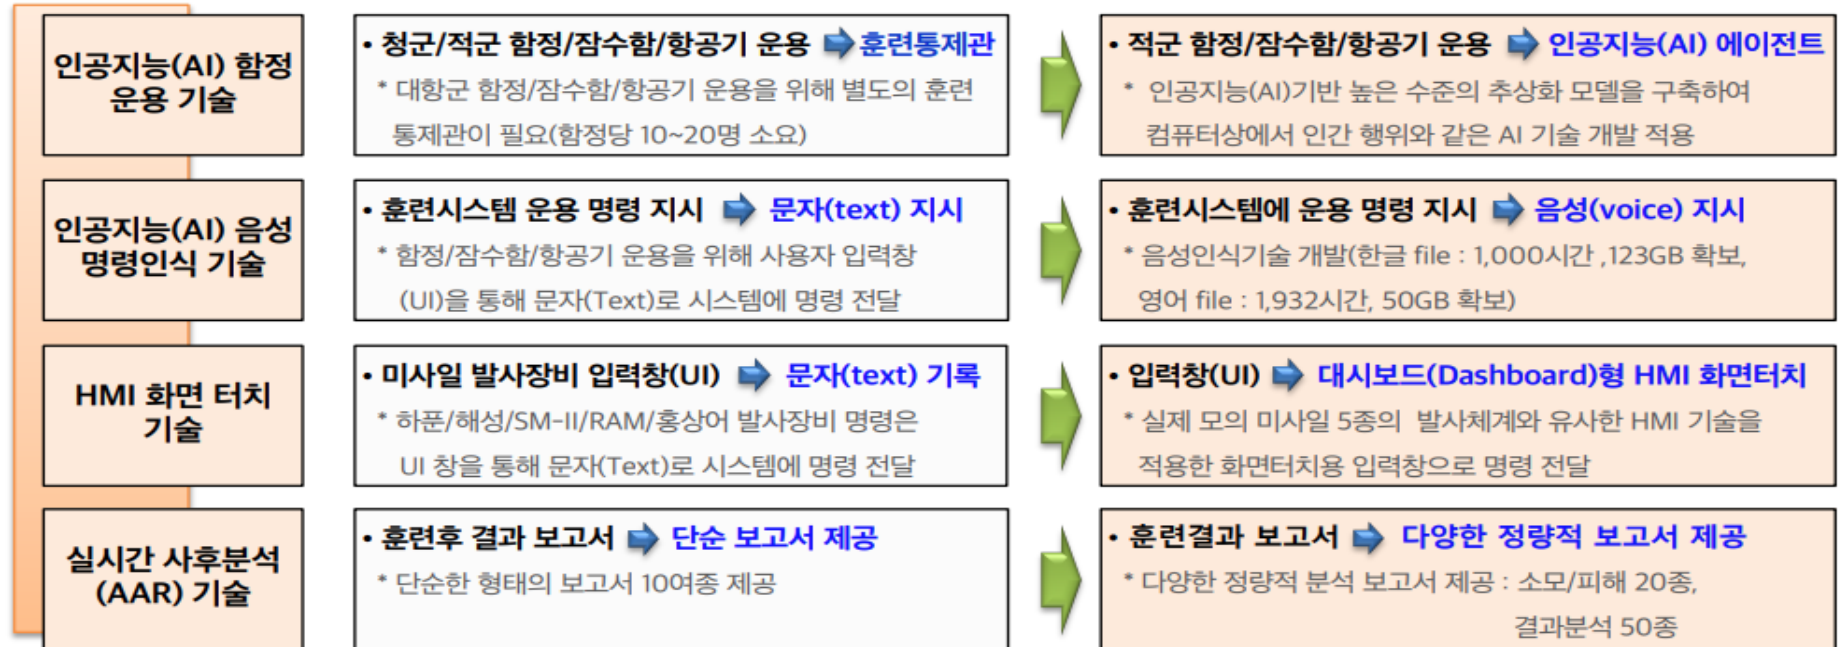 인공지능(AI) 함정
운용 기술
• 청군/적군 함정/잠수함/항공기 운용 훈련통제관
* 대항군 함정/잠수함/항공기 운용을 위해 별도의 훈련
통제관이 필요(함정당 10~20명 소요)
• 적군 함정/잠수함/항공기 운용 인공지능(AI) 에이전트
* 인공지능(AI)기반 높은 수준의 추상화 모델을 구축하여
컴퓨터상에서 인간 행위와 같은 AI 기술 개발 적용
인공지능(AI) 음성
명령인식 기술
• 훈련시스템 운용 명령 지시 문자(text) 지시
* 함정/잠수함/항공기 운용을 위해 사용자 입력창
(UI)을 통해 문자(Text)로 시스템에 명령 전달
• 훈련시스템에 운용 명령 지시 음성(voice) 지시
* 음성인식기술 개발(한글 file : 1,000시간 ,123GB 확보,
영어 file : 1,932시간, 50GB 확보)
HMI 화면 터치
기술
• 미사일 발사장비 입력창(UI) 문자(text) 기록
* 하푼/해성/SM-II/RAM/홍상어 발사장비 명령은
UI 창을 통해 문자(Text)로 시스템에 명령 전달
• 입력창(UI) 대시보드(Dashboard)형 HMI 화면터치
* 실제 모의 미사일 5종의 발사체계와 유사한 HMI 기술을
적용한 화면터치용 입력창으로 명령 전달
실시간 사후분석
(AAR) 기술
• 훈련후 결과 보고서 단순 보고서 제공
* 단순한 형태의 보고서 10여종 제공
• 훈련결과 보고서 다양한 정량적 보고서 제공
* 다양한 정량적 분석 보고서 제공 : 소모/피해 20종,
결과분석 50종